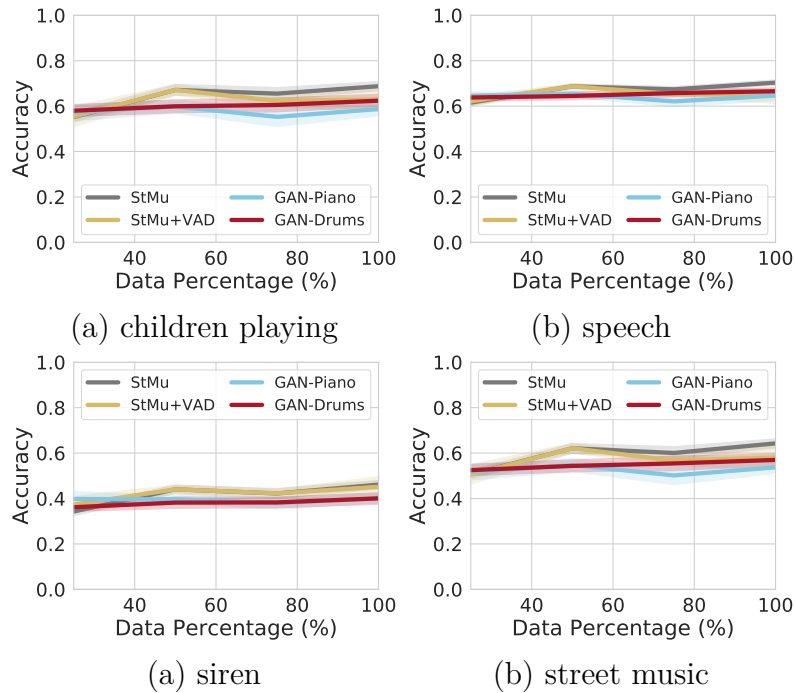 1.0
0.8
0.6
0.4
0.2
0.0
Accuracy
StMu
StMu+VAD
GAN-Piano
GAN-Drums
40 60 80 100
Data Percentage (%)
(a) children playing
1.0
0.8
0.6
0.4
0.2
0.0
Accuracy
StMu
StMu+VAD
GAN-Piano
GAN-Drums
40 60 80 100
Data Percentage (%)
(b) speech
1.0
0.8
0.6
0.4
0.2
0.0
Accuracy
StMu
StMu+VAD
GAN-Piano
GAN-Drums
40 60 80 100
Data Percentage (%)
(a) siren
1.0
0.8
0.6
0.4
0.2
0.0
Accuracy
StMu
StMu+VAD
GAN-Piano
GAN-Drums
40 60 80 100
Data Percentage (%)
(b) street music